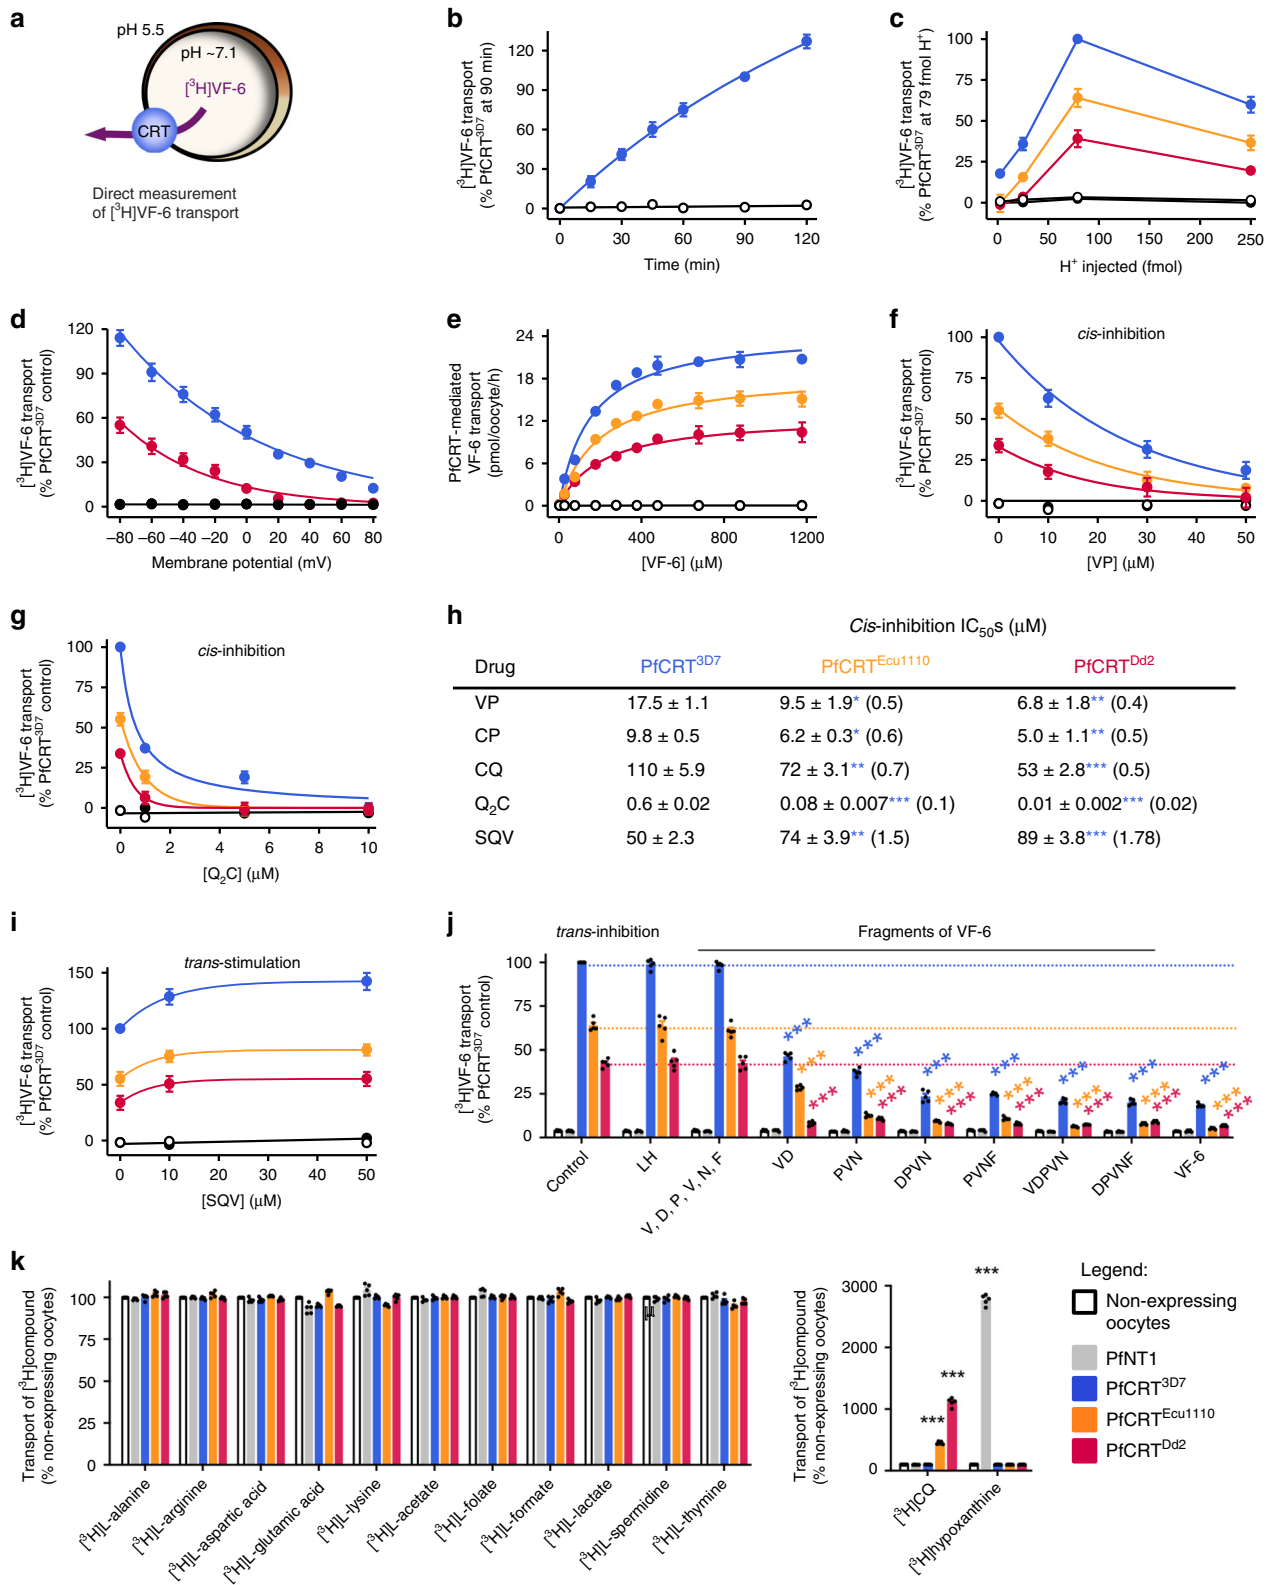 a
pH 5.5
pH ~7.1
[³H]VF-6
CRT
Direct measurement
of [³H]VF-6 transport
b
[³H]VF-6 transport
(% PfCRT³ᴰ⁷ at 90 min)
120
90
60
30
0
0 30 60 90 120
Time (min)
c
[³H]VF-6 transport
(% PfCRT³ᴰ⁷ at 79 fmol H⁺)
100
75
50
25
0
0 50 100 150 200 250
H⁺ injected (fmol)
d
[³H]VF-6 transport
(% PfCRT³ᴰ⁷ control)
120
90
60
30
0
–80 –60 –40 –20 0 20 40 60 80
Membrane potential (mV)
e
PfCRT-mediated
VF-6 transport
(pmol/oocyte/h)
24
18
12
6
0
0 400 800 1200
[VF-6] (µM)
f
cis-inhibition
[³H]VF-6 transport
(% PfCRT³ᴰ⁷ control)
100
75
50
25
0
0 10 20 30 40 50
[VP] (µM)
g
cis-inhibition
[³H]VF-6 transport
(% PfCRT³ᴰ⁷ control)
100
75
50
25
0
0 2 4 6 8 10
[Q₂C] (µM)
h
Cis-inhibition IC₅₀s (µM)
Drug PfCRT³ᴰ⁷ PfCRTᴱᶜᵘ¹¹¹⁰ PfCRTᴰᵈ²
VP 17.5 ± 1.1 9.5 ± 1.9* (0.5) 6.8 ± 1.8** (0.4)
CP 9.8 ± 0.5 6.2 ± 0.3* (0.6) 5.0 ± 1.1** (0.5)
CQ 110 ± 5.9 72 ± 3.1** (0.7) 53 ± 2.8*** (0.5)
Q₂C 0.6 ± 0.02 0.08 ± 0.007*** (0.1) 0.01 ± 0.002*** (0.02)
SQV 50 ± 2.3 74 ± 3.9** (1.5) 89 ± 3.8*** (1.78)
i
trans-stimulation
[³H]VF-6 transport
(% PfCRT³ᴰ⁷ control)
150
100
50
0
0 10 20 30 40 50
[SQV] (µM)
j
trans-inhibition
Fragments of VF-6
[³H]VF-6 transport
(% PfCRT³ᴰ⁷ control)
100
75
50
25
0
*** *** *** *** *** *** ***
*** *** *** *** *** *** ***
*** *** *** *** *** *** ***
Control
LH
V, D, P, V, N, F
VD
PVN
DPVN
PVNF
VDPVN
DPVNF
VF-6
k
Transport of [³H]compound
(% non-expressing oocytes)
100
75
50
25
0
[³H]L-alanine
[³H]L-arginine
[³H]L-aspartic acid
[³H]L-glutamic acid
[³H]L-lysine
[³H]L-acetate
[³H]L-folate
[³H]L-formate
[³H]L-lactate
[³H]L-spermidine
[³H]L-thymine
Transport of [³H]compound
(% non-expressing oocytes)
3000
2000
1000
0
***
***
***
[³H]CQ
[³H]hypoxanthine
Legend:
Non-expressing
oocytes
PfNT1
PfCRT³ᴰ⁷
PfCRTᴱᶜᵘ¹¹¹⁰
PfCRTᴰᵈ²